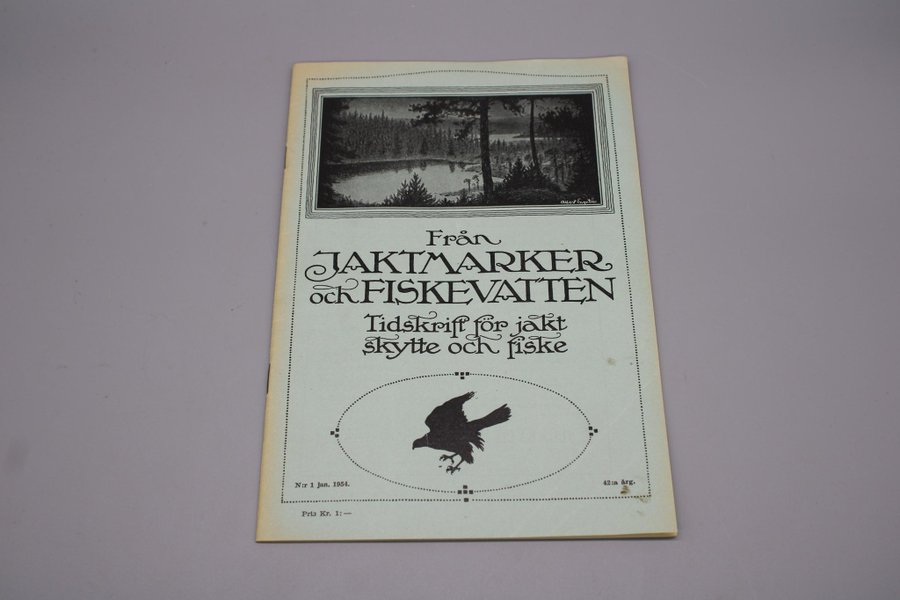 Från
JAKTMARKER
och FISKEVATTEN
Tidskrift för jakt
skytte och fiske
N:r 1 jan. 1954.
42:a årg.
Pris Kr. 1:—